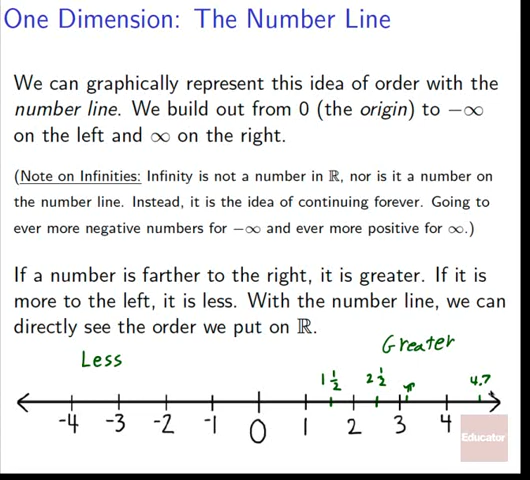 One Dimension: The Number Line
We can graphically represent this idea of order with the
number line. We build out from 0 (the origin) to −∞
on the left and ∞ on the right.
(Note on Infinities: Infinity is not a number in ℝ, nor is it a number on
the number line. Instead, it is the idea of continuing forever. Going to
ever more negative numbers for −∞ and ever more positive for ∞.)
If a number is farther to the right, it is greater. If it is
more to the left, it is less. With the number line, we can
directly see the order we put on ℝ.
Less Greater
1 1/2 2 1/2 π 4.7
-4 -3 -2 -1 0 1 2 3 4
Educator